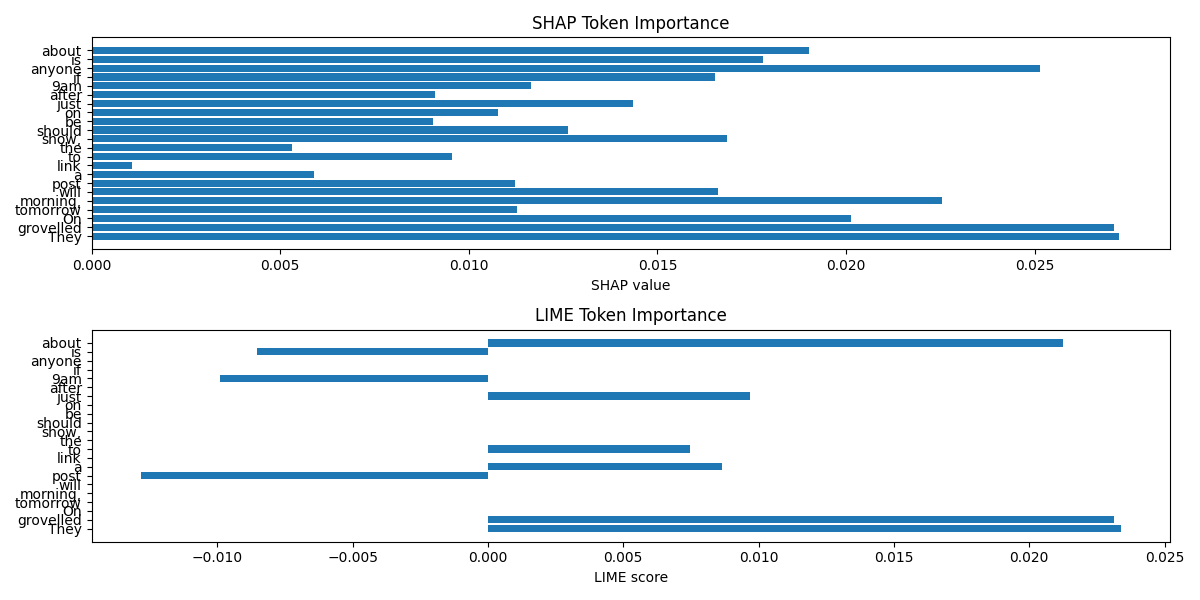 SHAP Token Importance
about
is
anyone
if
9am
after
just
on
be
should
show,
the
to
link
a
post
will
morning,
tomorrow
On
grovelled
They
0.000 0.005 0.010 0.015 0.020 0.025
SHAP value
LIME Token Importance
about
is
anyone
if
9am
after
just
on
be
should
show,
the
to
link
a
post
will
morning,
tomorrow
On
grovelled
They
−0.010 −0.005 0.000 0.005 0.010 0.015 0.020 0.025
LIME score